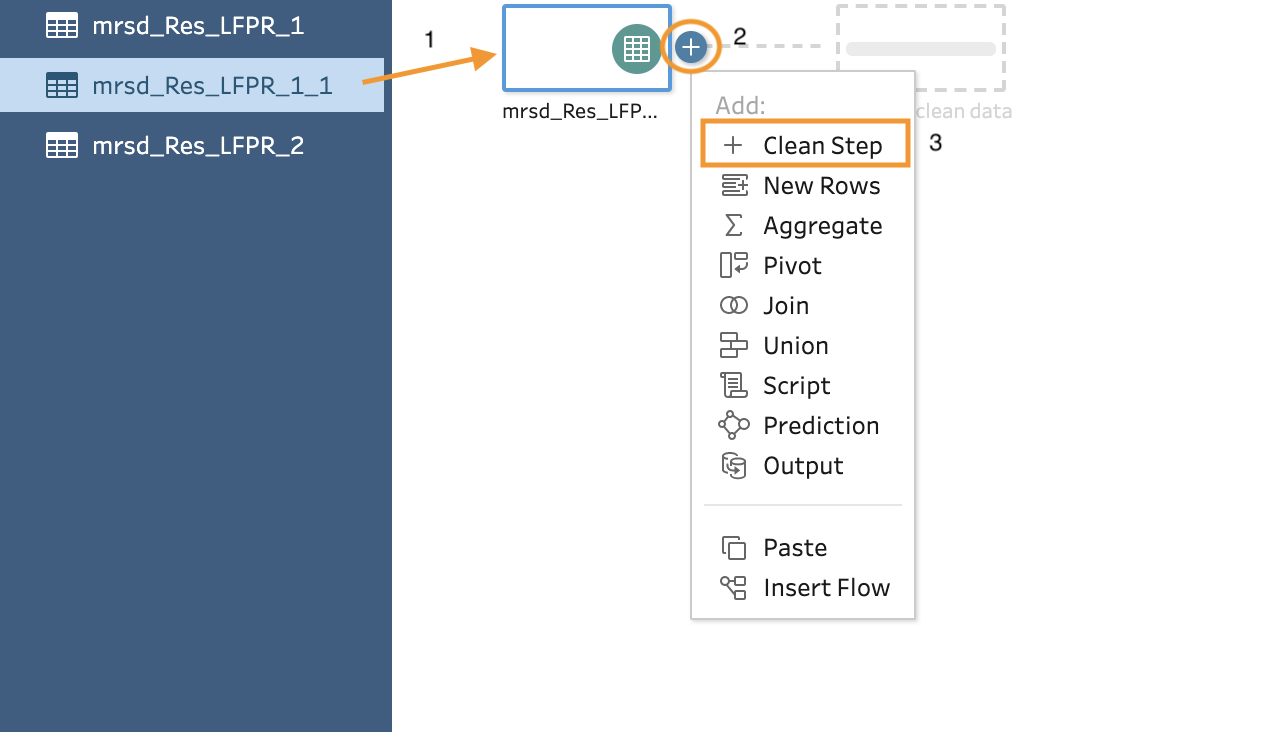 mrsd_Res_LFPR_1
mrsd_Res_LFPR_1_1
mrsd_Res_LFPR_2
1
2
mrsd_Res_LFP...
clean data
Add:
Clean Step
3
New Rows
Aggregate
Pivot
Join
Union
Script
Prediction
Output
Paste
Insert Flow